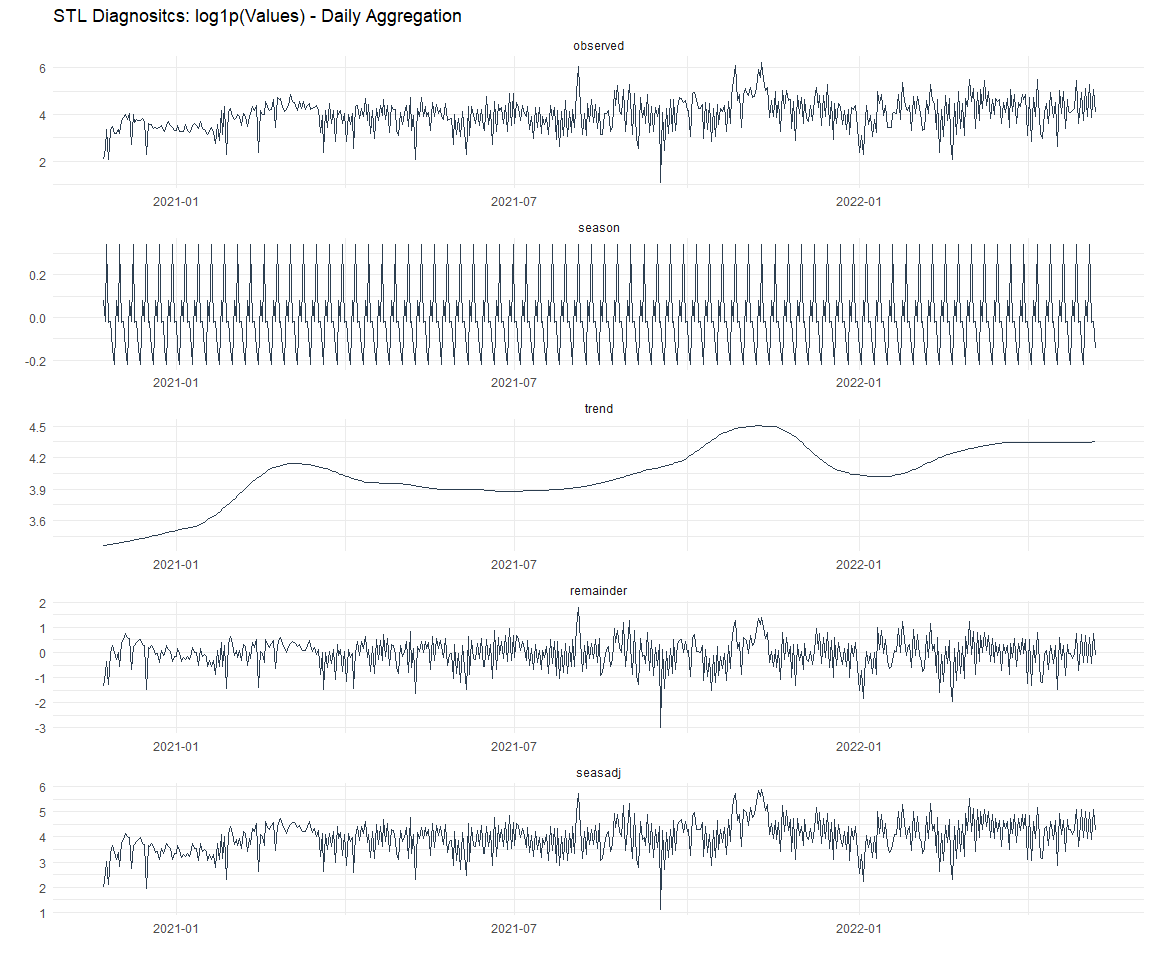 STL Diagnositcs: log1p(Values) - Daily Aggregation
observed
6
4
2
2021-01 2021-07 2022-01
season
0.2
0.0
-0.2
2021-01 2021-07 2022-01
trend
4.5
4.2
3.9
3.6
2021-01 2021-07 2022-01
remainder
2
1
0
-1
-2
-3
2021-01 2021-07 2022-01
seasadj
6
5
4
3
2
1
2021-01 2021-07 2022-01